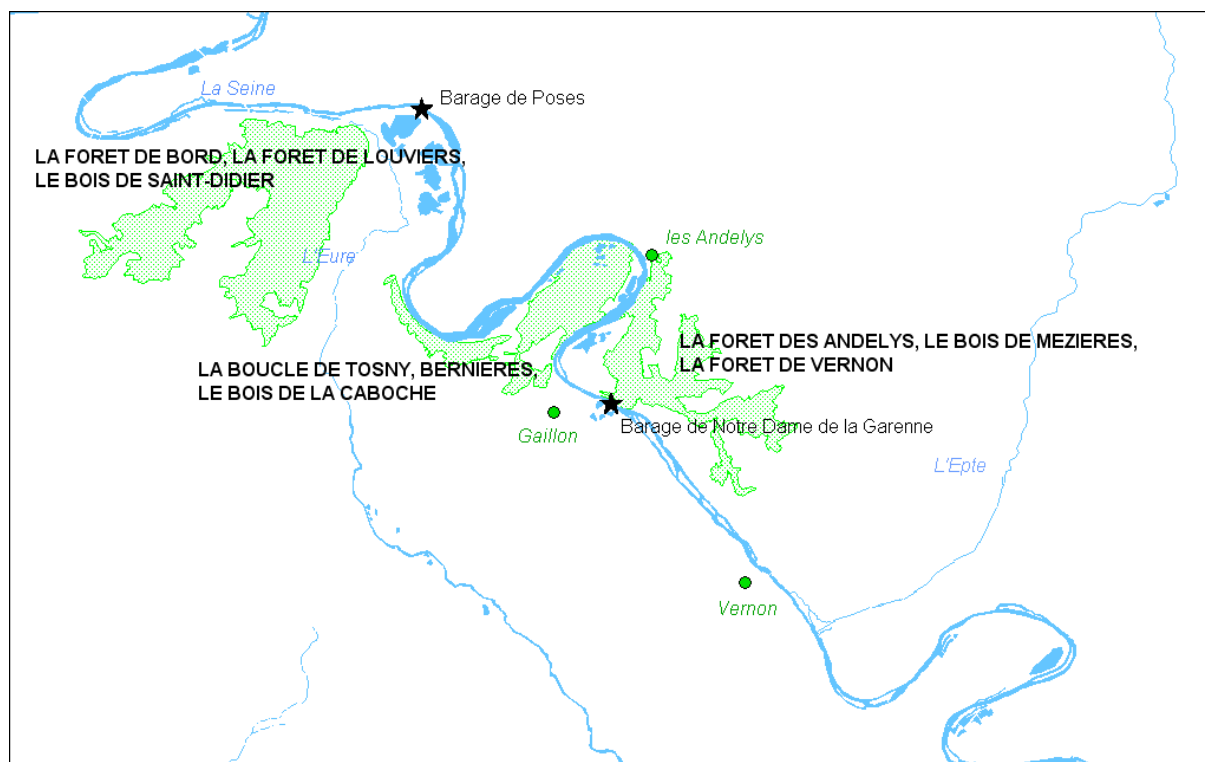 La Seine
Barage de Poses
LA FORET DE BORD, LA FORET DE LOUVIERS,
LE BOIS DE SAINT-DIDIER
les Andelys
L'Eure
LA FORET DES ANDELYS, LE BOIS DE MEZIERES,
LA FORET DE VERNON
LA BOUCLE DE TOSNY, BERNIERES,
LE BOIS DE LA CABOCHE
Gaillon
Barage de Notre Dame de la Garenne
L'Epte
Vernon